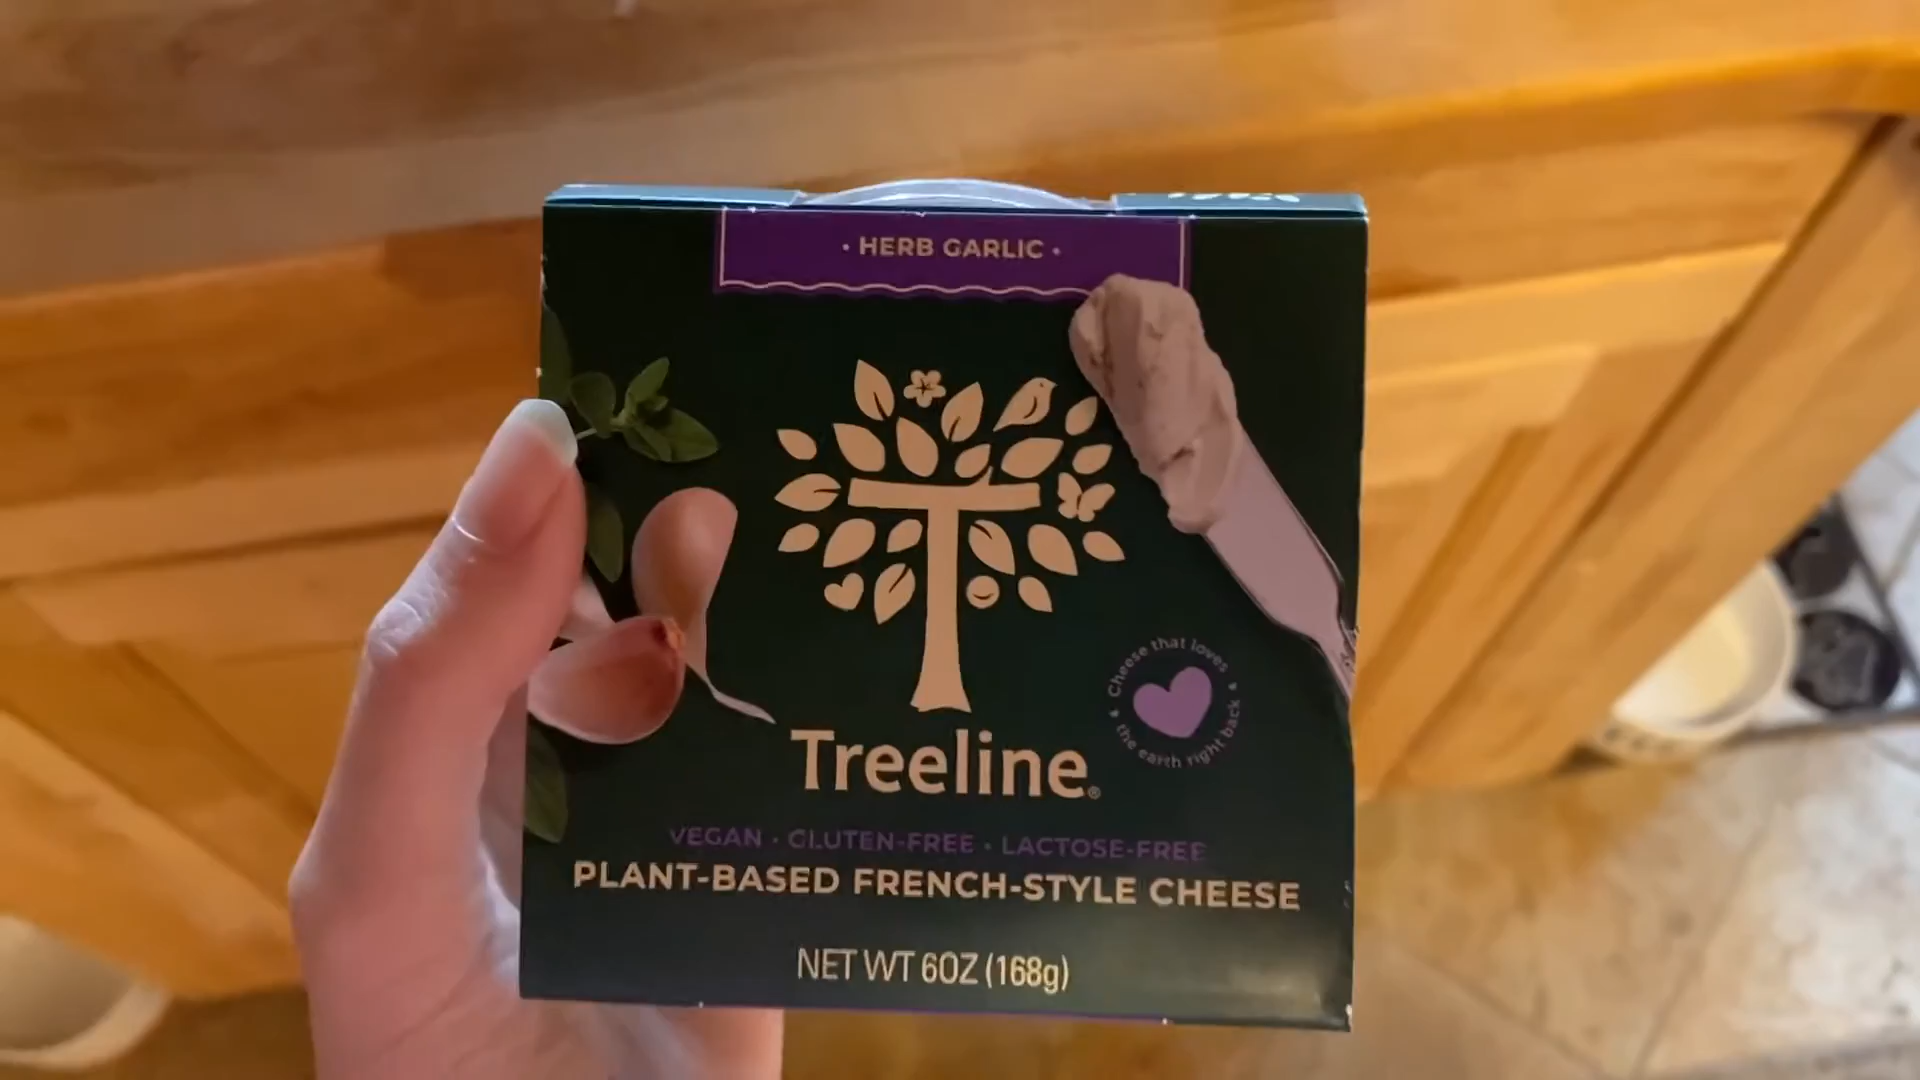 · HERB GARLIC ·
Treeline®
Cheese that loves
the earth right back
VEGAN · GLUTEN-FREE · LACTOSE-FREE
PLANT-BASED FRENCH-STYLE CHEESE
NET WT 6OZ (168g)